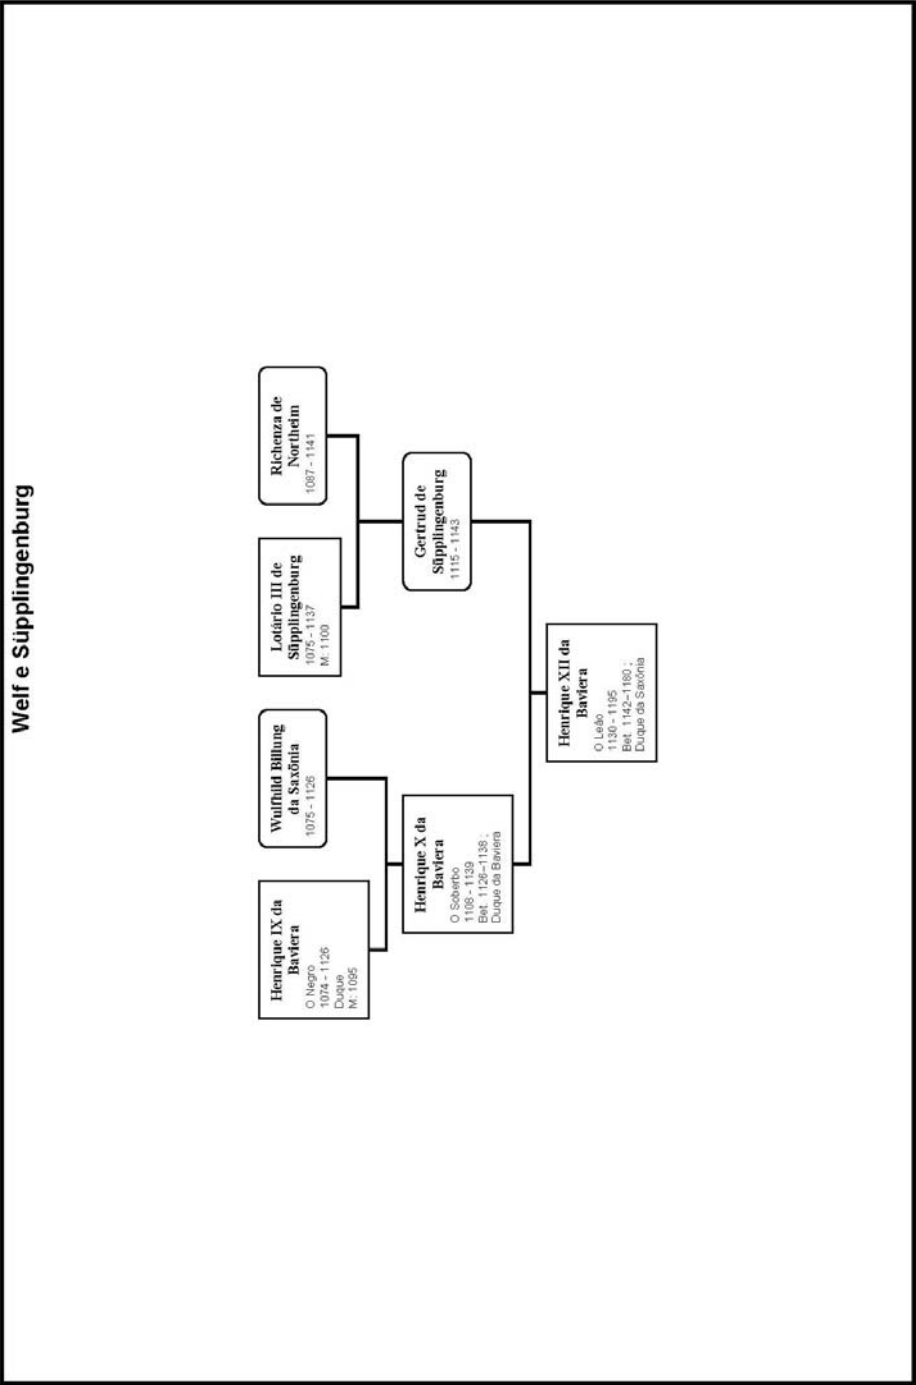 Welf e Süpplingenburg
Henrique IX da
Baviera
O Negro
1074 - 1126
Duque
M: 1095
Wulfhild Billung
da Saxônia
1075 - 1126
Lotário III de
Süpplingenburg
1075 - 1137
M: 1100
Richenza de
Northeim
1087 - 1141
Henrique X da
Baviera
O Soberbo
1108 - 1139
Bet. 1126–1138 ;
Duque da Baviera
Gertrud de
Süpplingenburg
1115 - 1143
Henrique XII da
Baviera
O Leão
1130 - 1195
Bet. 1142–1180 ;
Duque da Saxônia